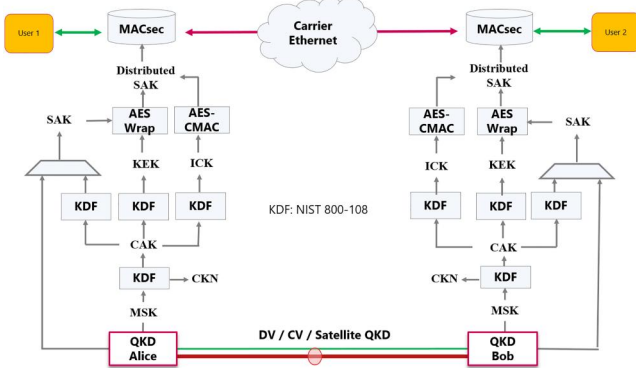 User 1
MACsec
Carrier
Ethernet
MACsec
User 2
Distributed
SAK
Distributed
SAK
SAK
AES
Wrap
AES-
CMAC
AES-
CMAC
AES
Wrap
SAK
KEK
ICK
ICK
KEK
KDF
KDF
KDF
KDF: NIST 800-108
KDF
KDF
KDF
CAK
CAK
KDF
CKN
CKN
KDF
MSK
MSK
QKD
Alice
DV / CV / Satellite QKD
QKD
Bob